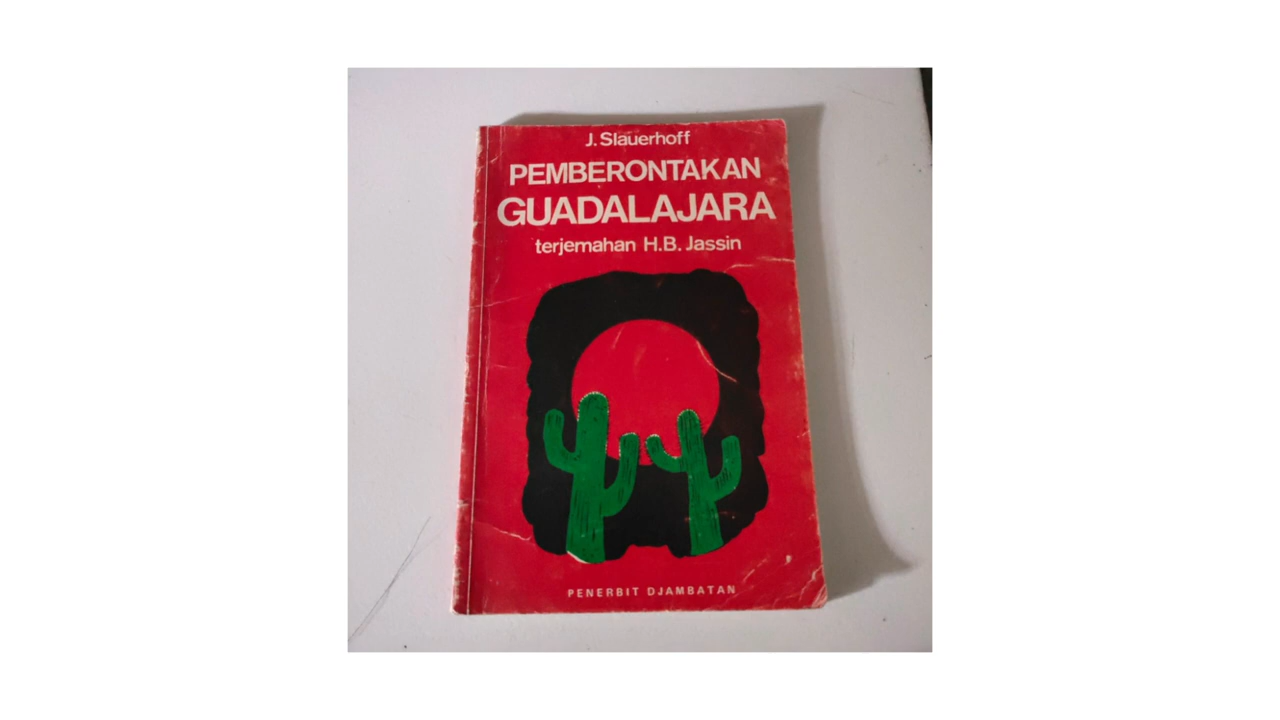 J. Slauerhoff
PEMBERONTAKAN
GUADALAJARA
terjemahan H.B. Jassin
PENERBIT DJAMBATAN